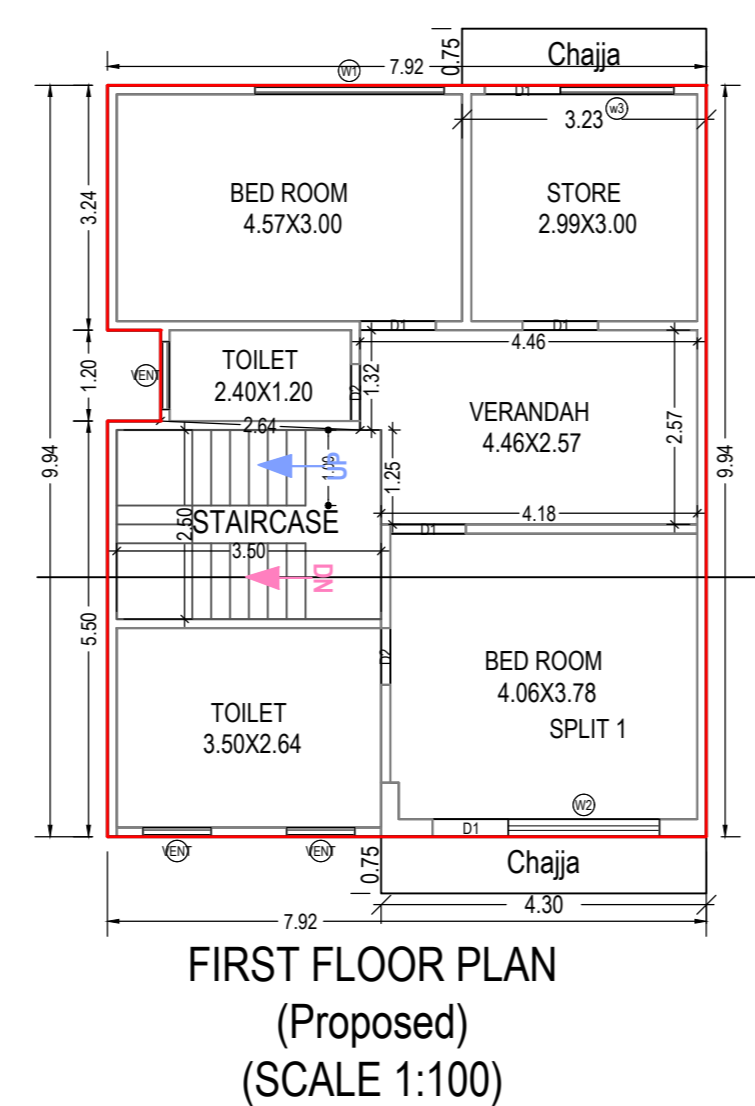 0.75
Chajja
W1
7.92
D1
w3
3.23
BED ROOM
4.57X3.00
STORE
2.99X3.00
3.24
D1
D1
4.46
VENT
TOILET
2.40X1.20
1.20
D2
1.32
VERANDAH
4.46X2.57
2.57
2.64
9.94
9.94
UP
1.00
1.25
2.50
STAIRCASE
4.18
D1
3.50
DN
5.50
D2
BED ROOM
4.06X3.78
SPLIT 1
TOILET
3.50X2.64
W2
D1
VENT
VENT
0.75
Chajja
4.30
7.92
FIRST FLOOR PLAN
(Proposed)
(SCALE 1:100)